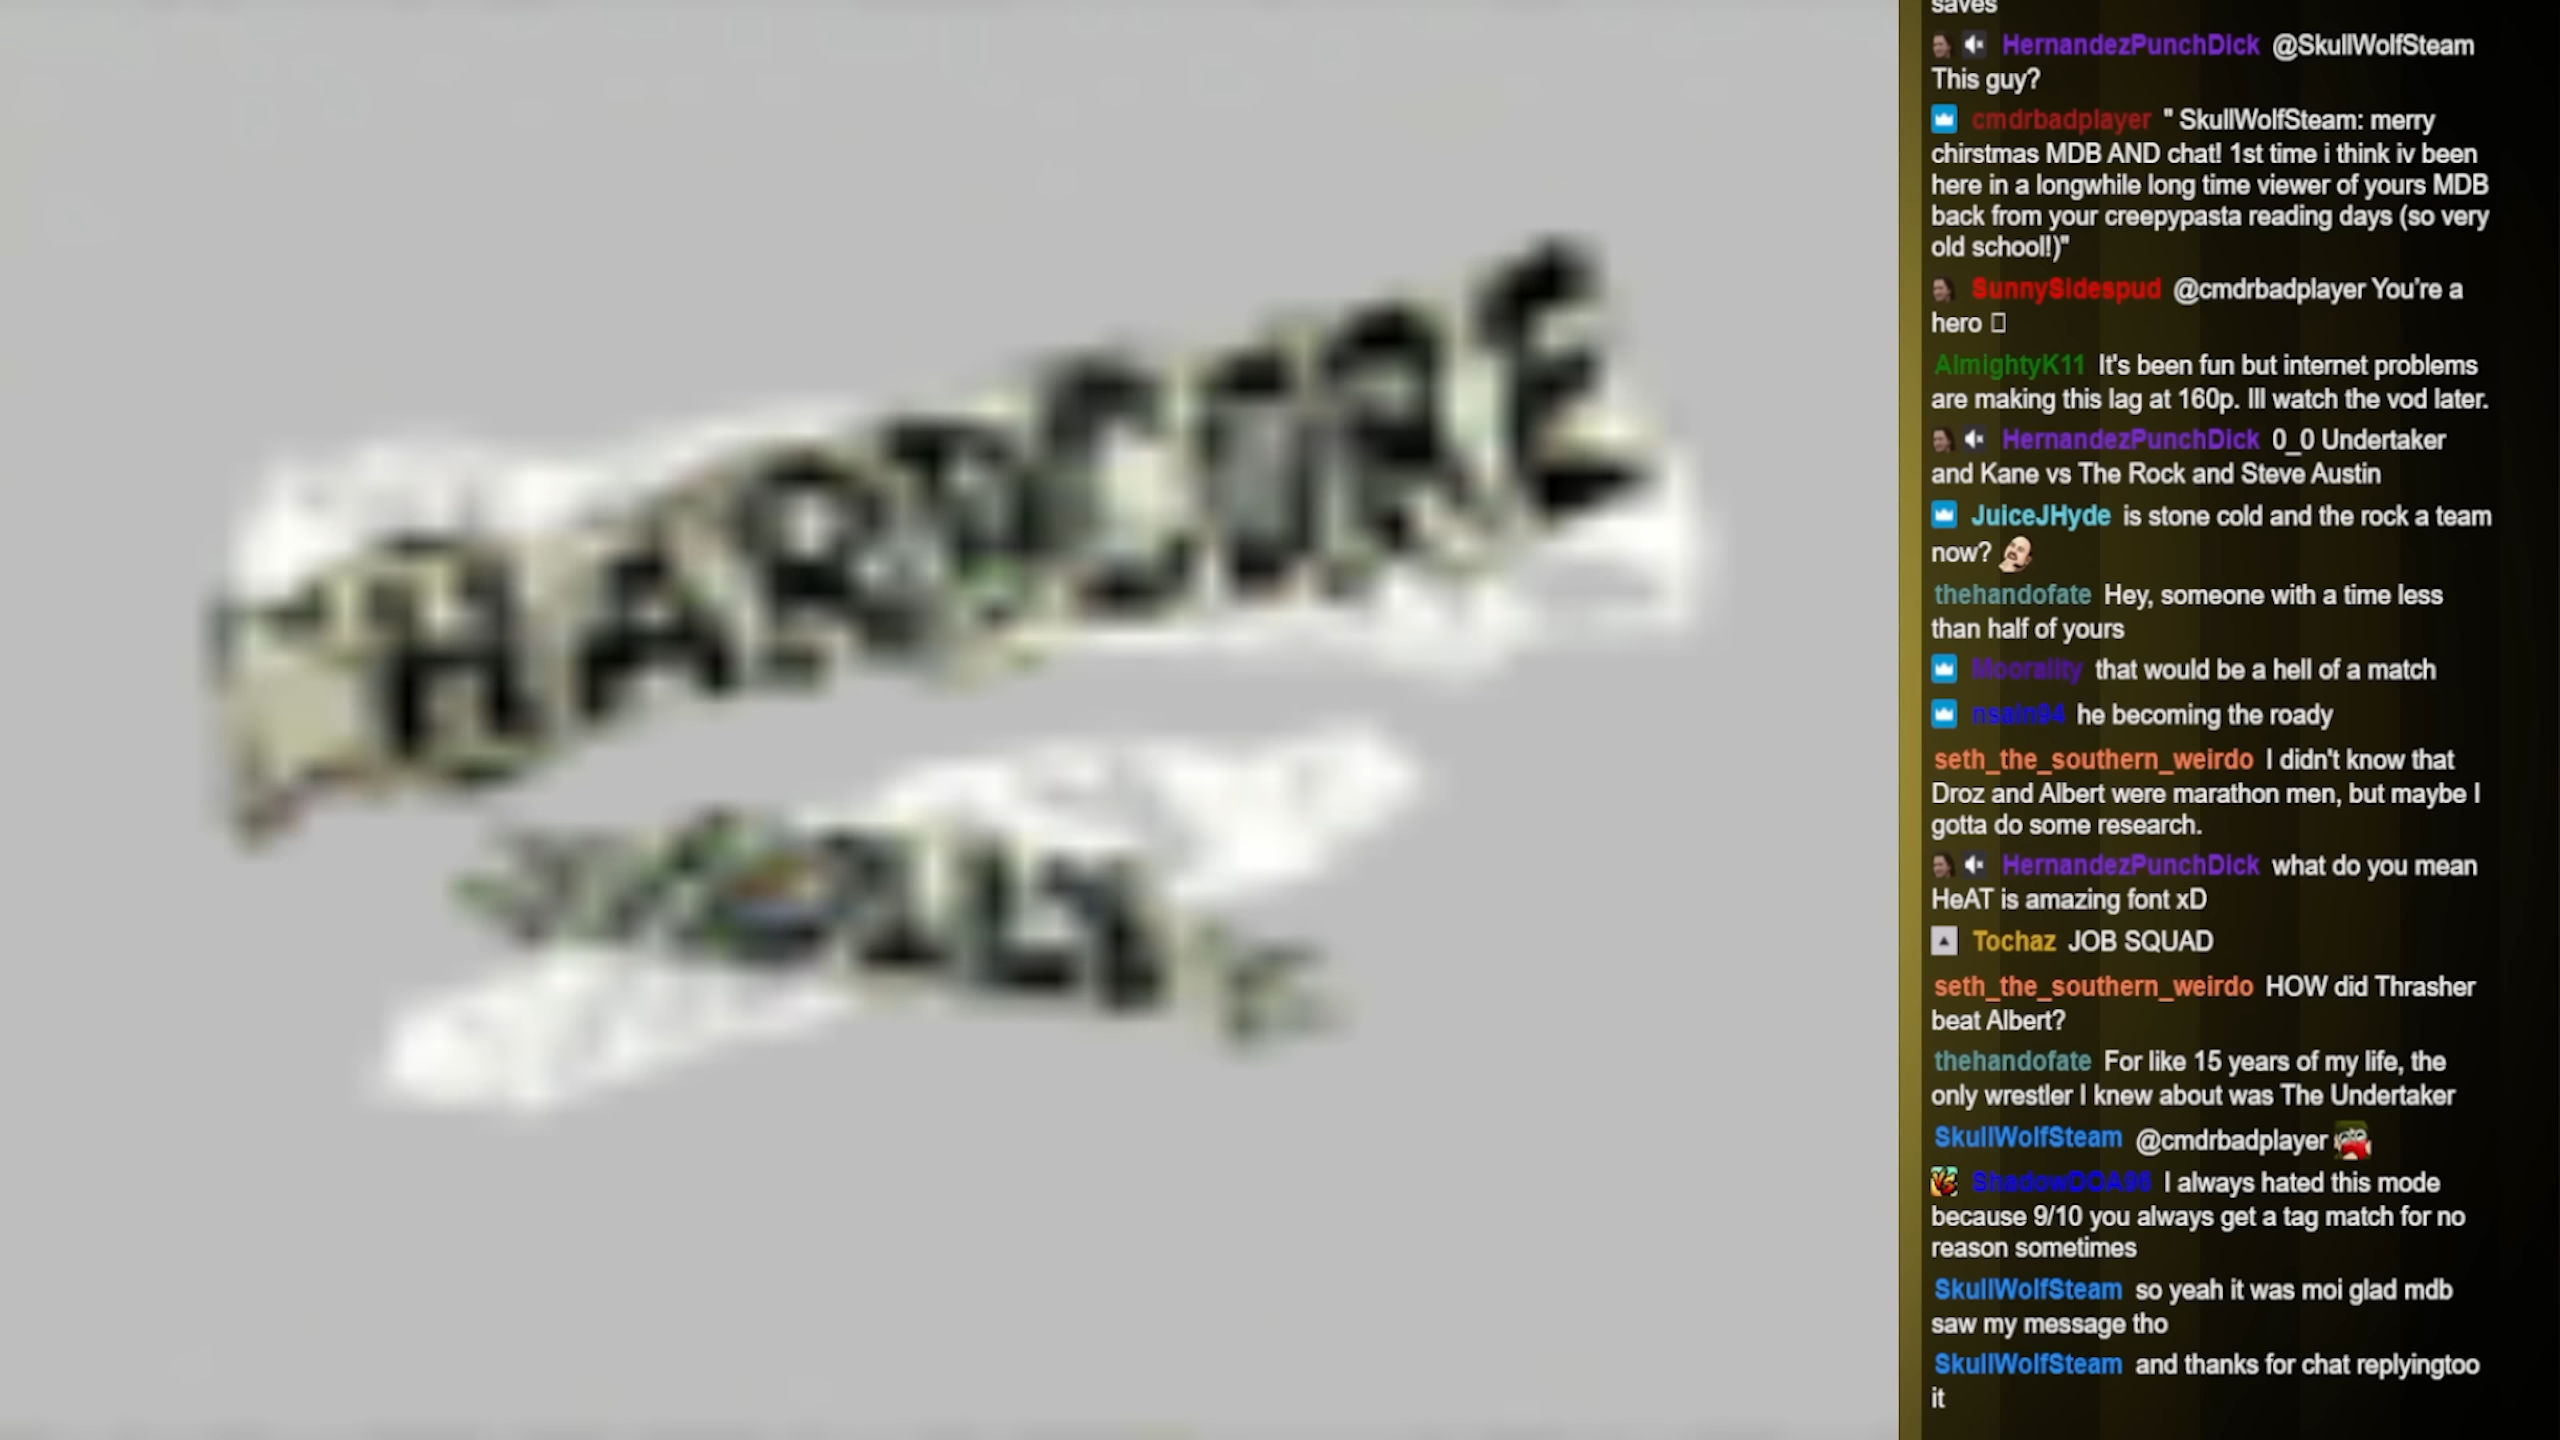 HARDCORE
HOLLY
saves
HernandezPunchDick @SkullWolfSteam
This guy?
cmdrbadplayer " SkullWolfSteam: merry
chirstmas MDB AND chat! 1st time i think iv been
here in a longwhile long time viewer of yours MDB
back from your creepypasta reading days (so very
old school!)"
SunnySidespud @cmdrbadplayer You're a
hero
AlmightyK11 It's been fun but internet problems
are making this lag at 160p. Ill watch the vod later.
HernandezPunchDick 0_0 Undertaker
and Kane vs The Rock and Steve Austin
JuiceJHyde is stone cold and the rock a team
now?
thehandofate Hey, someone with a time less
than half of yours
Moorality that would be a hell of a match
nsain94 he becoming the roady
seth_the_southern_weirdo I didn't know that
Droz and Albert were marathon men, but maybe I
gotta do some research.
HernandezPunchDick what do you mean
HeAT is amazing font xD
Tochaz JOB SQUAD
seth_the_southern_weirdo HOW did Thrasher
beat Albert?
thehandofate For like 15 years of my life, the
only wrestler I knew about was The Undertaker
SkullWolfSteam @cmdrbadplayer
ShadowDOA96 I always hated this mode
because 9/10 you always get a tag match for no
reason sometimes
SkullWolfSteam so yeah it was moi glad mdb
saw my message tho
SkullWolfSteam and thanks for chat replyingtoo
it